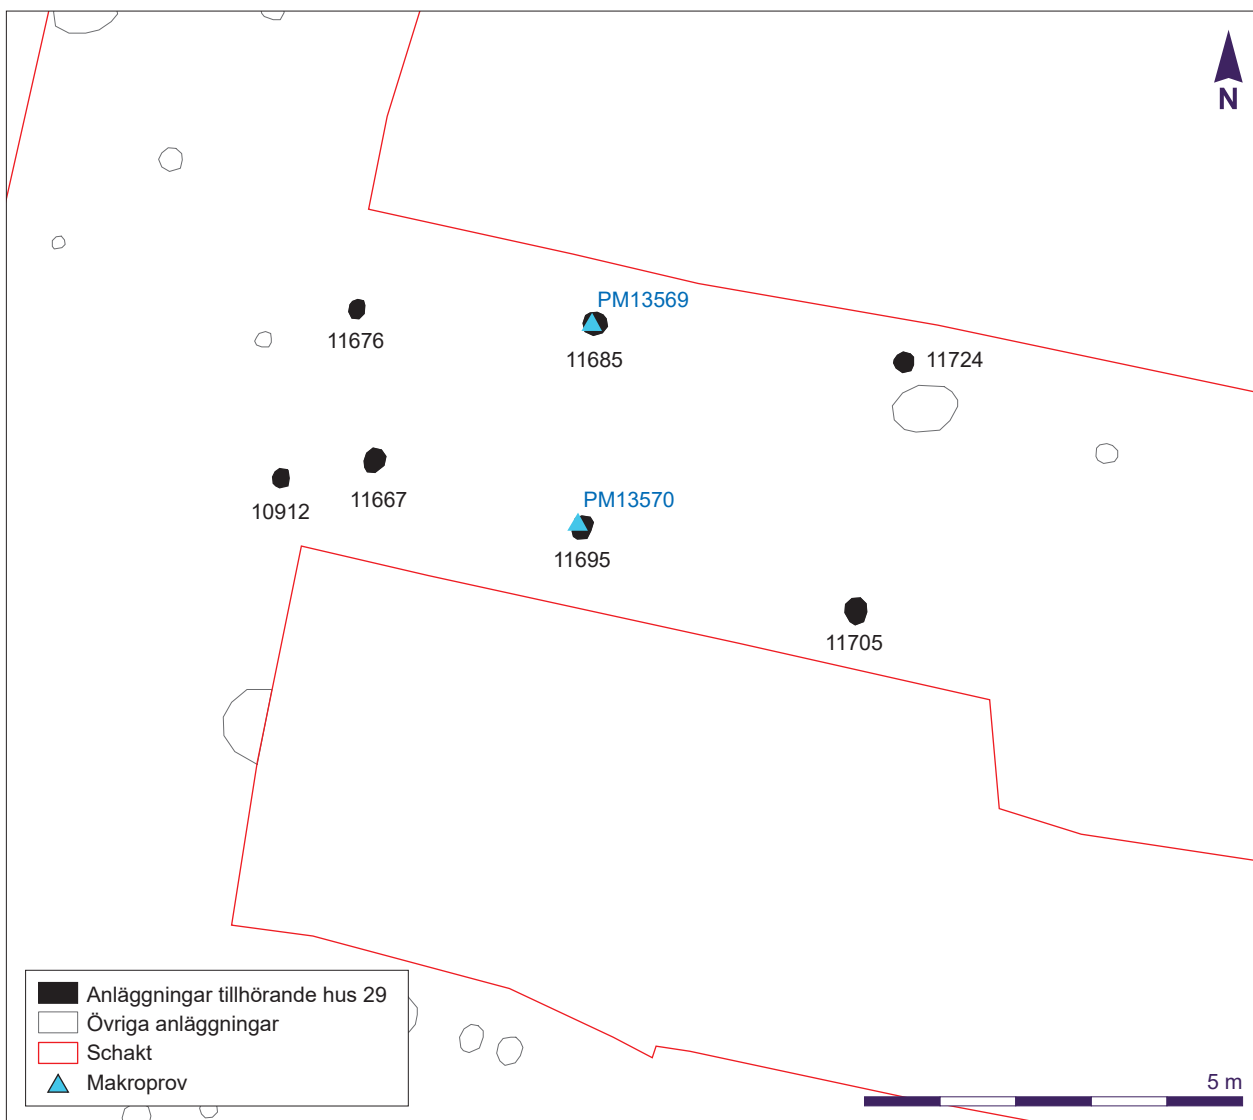 N
PM13569
11676
11685
11724
10912
11667
PM13570
11695
11705
Anläggningar tillhörande hus 29
Övriga anläggningar
Schakt
Makroprov
5 m